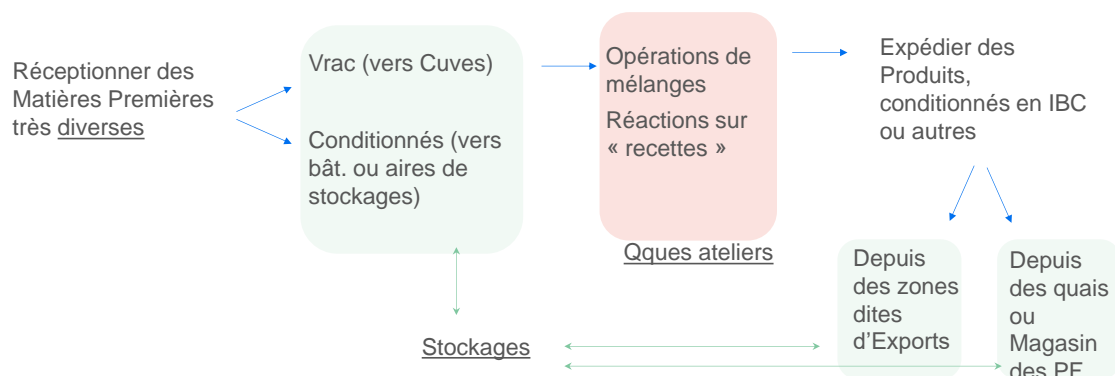 Réceptionner des
Matières Premières
très diverses
Vrac (vers Cuves)
Conditionnés (vers
bât. ou aires de
stockages)
Opérations de
mélanges
Réactions sur
« recettes »
Qques ateliers
Expédier des
Produits,
conditionnés en IBC
ou autres
Depuis
des zones
dites
d’Exports
Depuis
des quais
ou
Magasin
des PF
Stockages